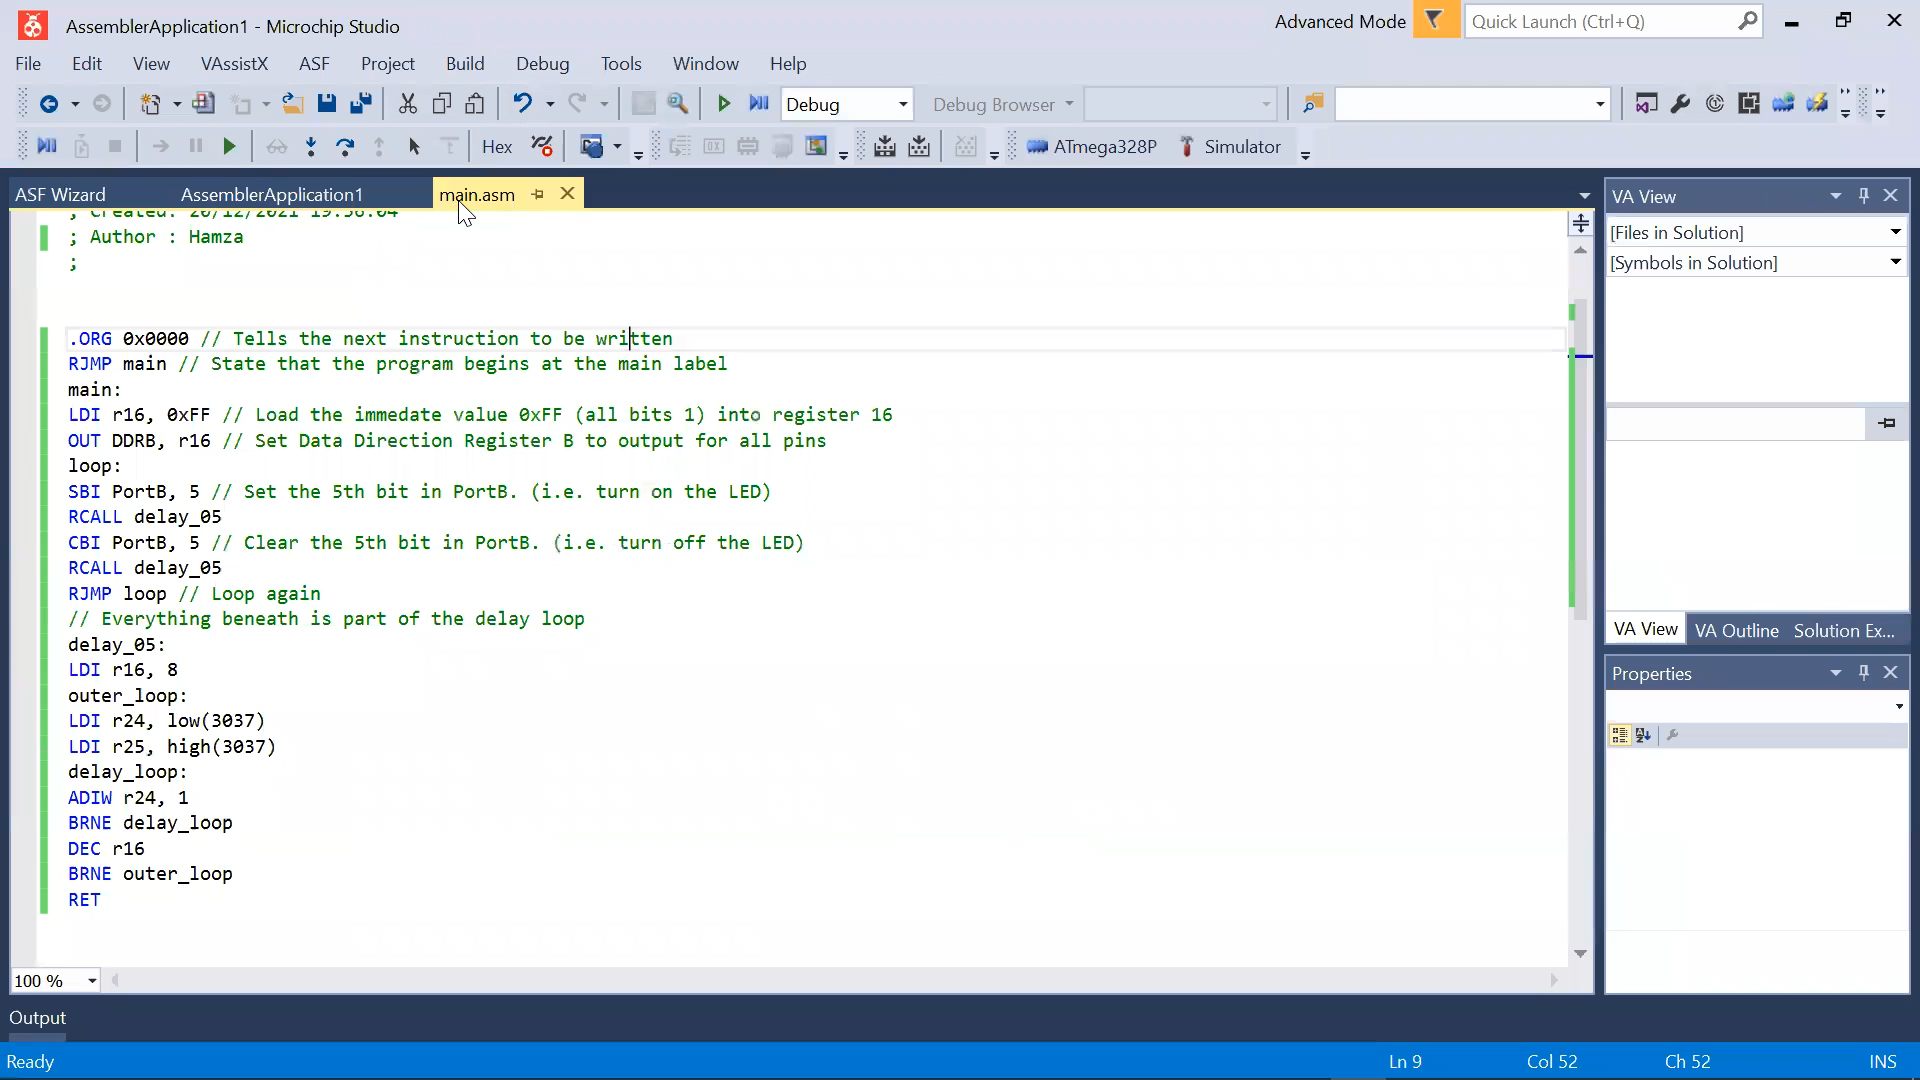 AssemblerApplication1 - Microchip Studio
Advanced Mode
Quick Launch (Ctrl+Q)
File Edit View VAssistX ASF Project Build Debug Tools Window Help
Debug
Debug Browser
Hex
ATmega328P
Simulator
ASF Wizard
AssemblerApplication1
main.asm
; Created: 20/12/2021 19:56:04
; Author : Hamza
;
.ORG 0x0000 // Tells the next instruction to be written
RJMP main // State that the program begins at the main label
main:
LDI r16, 0xFF // Load the immedate value 0xFF (all bits 1) into register 16
OUT DDRB, r16 // Set Data Direction Register B to output for all pins
loop:
SBI PortB, 5 // Set the 5th bit in PortB. (i.e. turn on the LED)
RCALL delay_05
CBI PortB, 5 // Clear the 5th bit in PortB. (i.e. turn off the LED)
RCALL delay_05
RJMP loop // Loop again
// Everything beneath is part of the delay loop
delay_05:
LDI r16, 8
outer_loop:
LDI r24, low(3037)
LDI r25, high(3037)
delay_loop:
ADIW r24, 1
BRNE delay_loop
DEC r16
BRNE outer_loop
RET
100 %
VA View
[Files in Solution]
[Symbols in Solution]
VA View VA Outline Solution Ex...
Properties
Output
Ready
Ln 9
Col 52
Ch 52
INS